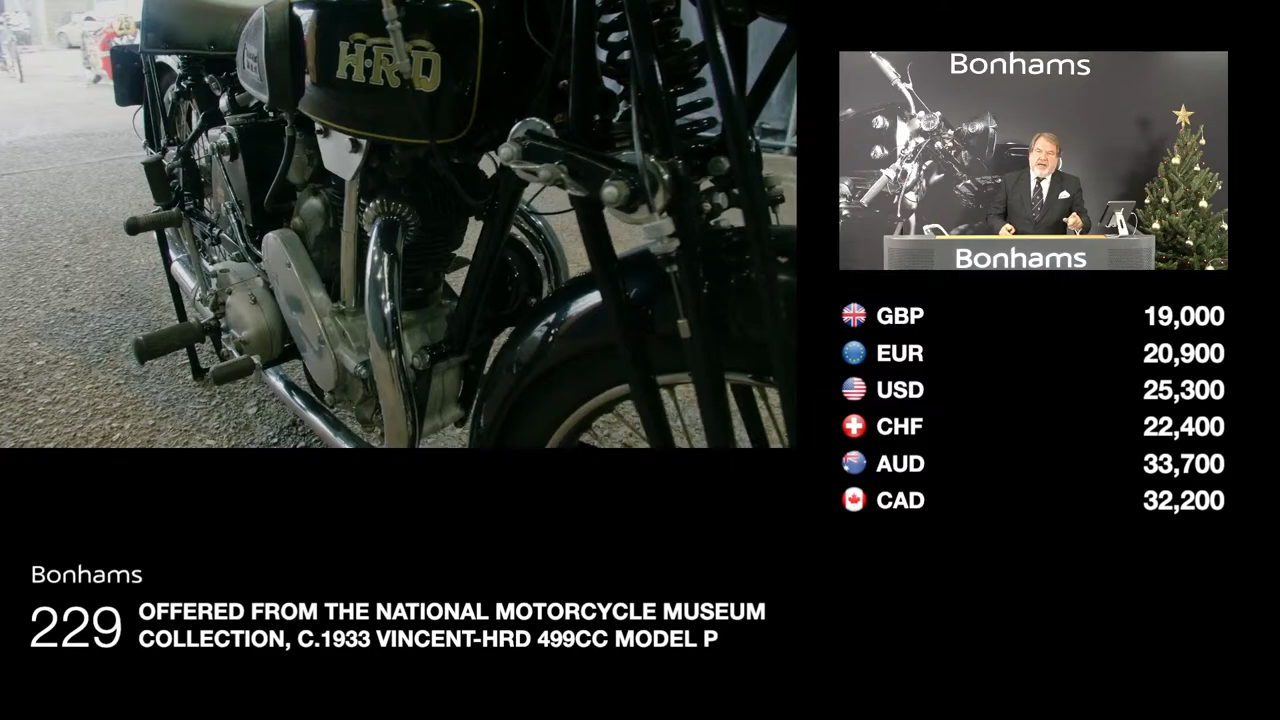 HRD
Bonhams
Bonhams
GBP 19,000
EUR 20,900
USD 25,300
CHF 22,400
AUD 33,700
CAD 32,200
Bonhams
229 OFFERED FROM THE NATIONAL MOTORCYCLE MUSEUM
COLLECTION, C.1933 VINCENT-HRD 499CC MODEL P